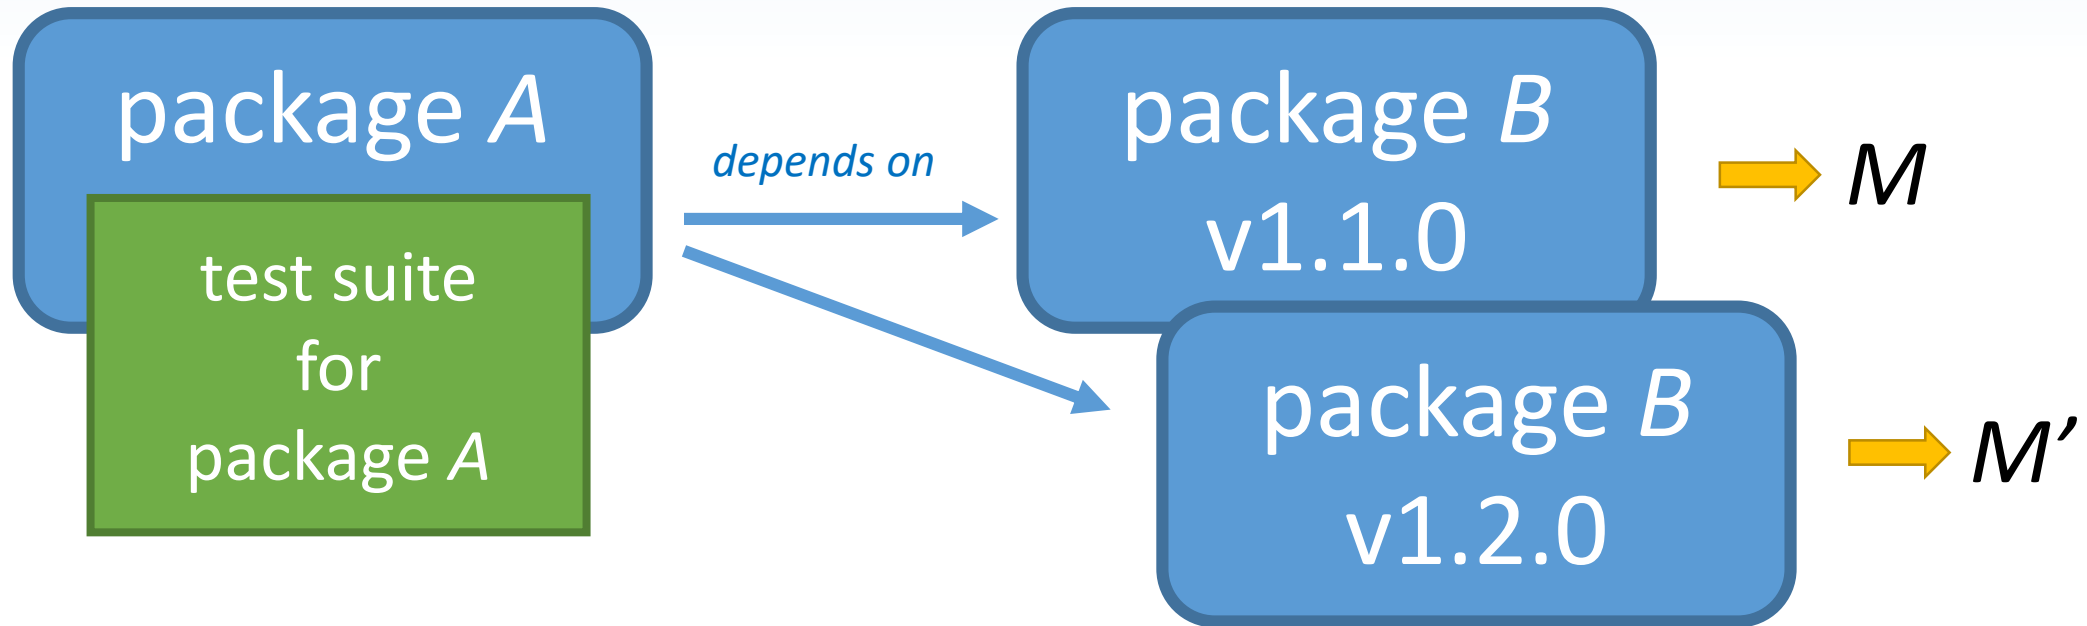 package A
test suite
for
package A
depends on
package B
v1.1.0
M
package B
v1.2.0
M’